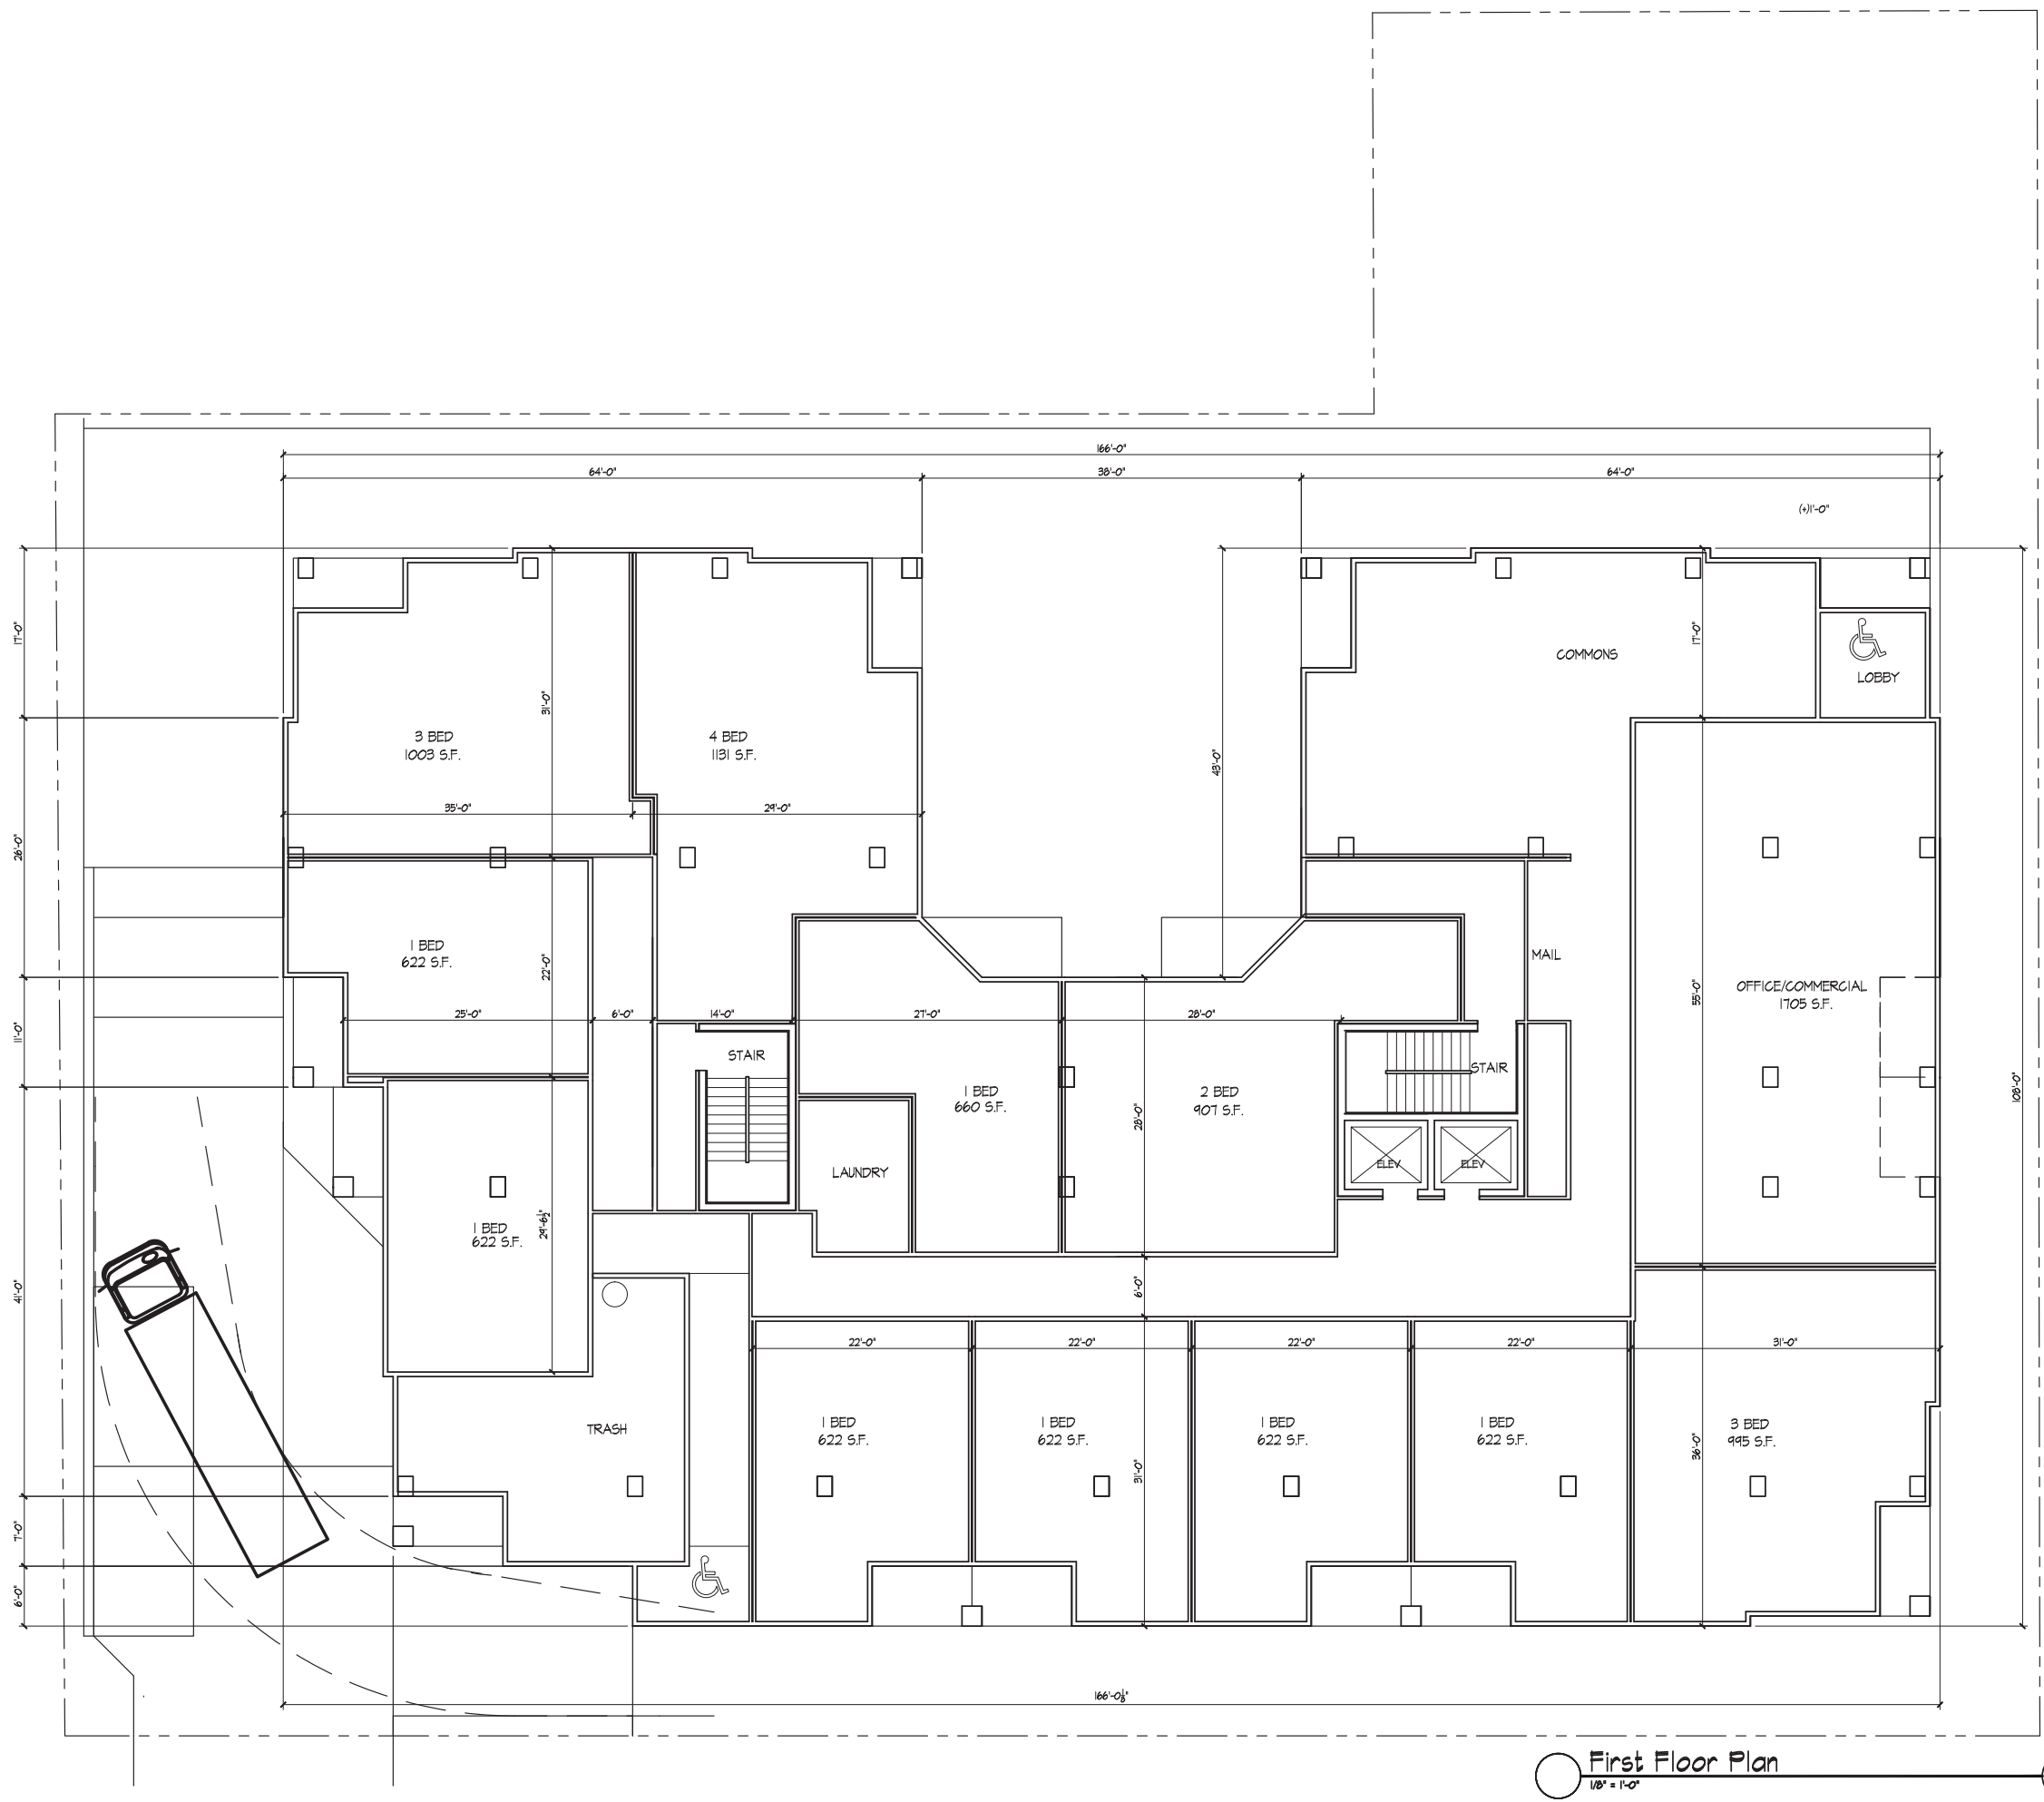 166'-0"
64'-0"
38'-0"
64'-0"
(+)1'-0"
17'-0"
31'-0"
17'-0"
COMMONS
LOBBY
3 BED
1003 S.F.
4 BED
1131 S.F.
43'-0"
35'-0"
29'-0"
26'-0"
1 BED
622 S.F.
22'-0"
MAIL
OFFICE/COMMERCIAL
1705 S.F.
55'-0"
25'-0"
6'-0"
14'-0"
27'-0"
28'-0"
11'-0"
STAIR
STAIR
1 BED
660 S.F.
2 BED
907 S.F.
28'-0"
108'-0"
LAUNDRY
ELEV
ELEV
1 BED
622 S.F.
29'-6½"
41'-0"
6'-0"
22'-0"
22'-0"
22'-0"
22'-0"
31'-0"
TRASH
1 BED
622 S.F.
1 BED
622 S.F.
1 BED
622 S.F.
1 BED
622 S.F.
3 BED
995 S.F.
31'-0"
36'-0"
7'-0"
6'-0"
166'-0⅛"
First Floor Plan
1/8" = 1'-0"